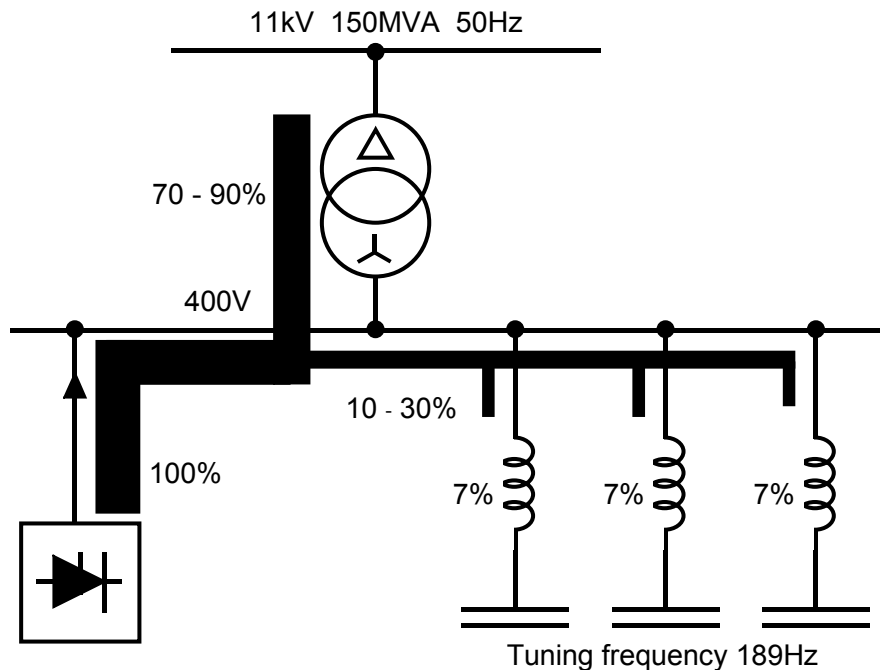 11kV 150MVA 50Hz
70 - 90%
400V
10 - 30%
100%
7%
7%
7%
Tuning frequency 189Hz